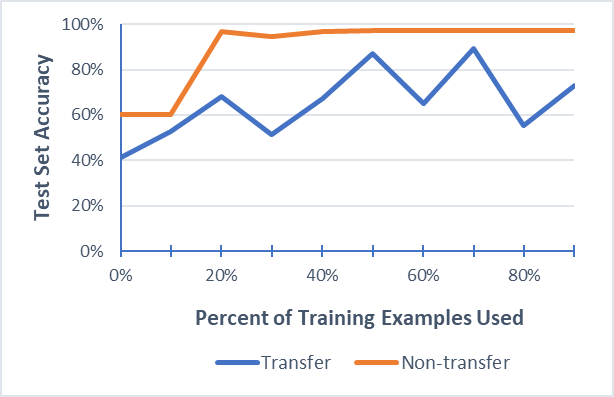 100%
80%
60%
40%
20%
0%
Test Set Accuracy
0% 20% 40% 60% 80%
Percent of Training Examples Used
Transfer Non-transfer